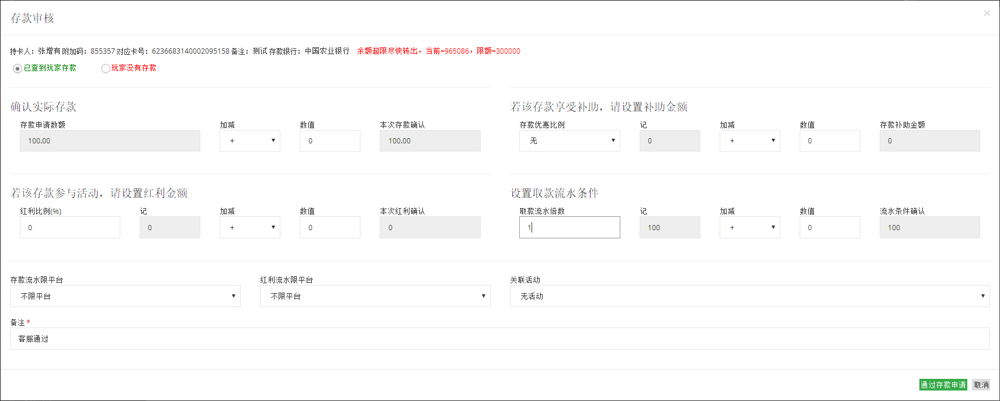 存款审核
×
持卡人：张增有 附加码：855357 对应卡号：6236683140002095158 备注：测试 存款银行：中国农业银行 余额超限尽快转出，当前=965086，限额=300000
已查到玩家存款 玩家没有存款
确认实际存款
存款申请数额 加减 数值 本次存款确认
100.00 + 0 100.00
若该存款享受补助，请设置补助金额
存款优惠比例 记 加减 数值 存款补助金额
无 0 + 0 0
若该存款参与活动，请设置红利金额
红利比例(%) 记 加减 数值 本次红利确认
0 0 + 0 0
设置取款流水条件
取款流水倍数 记 加减 数值 流水条件确认
1 100 + 0 100
存款流水限平台 红利流水限平台 关联活动
不限平台 不限平台 无活动
备注 *
客服通过
通过存款申请 取消